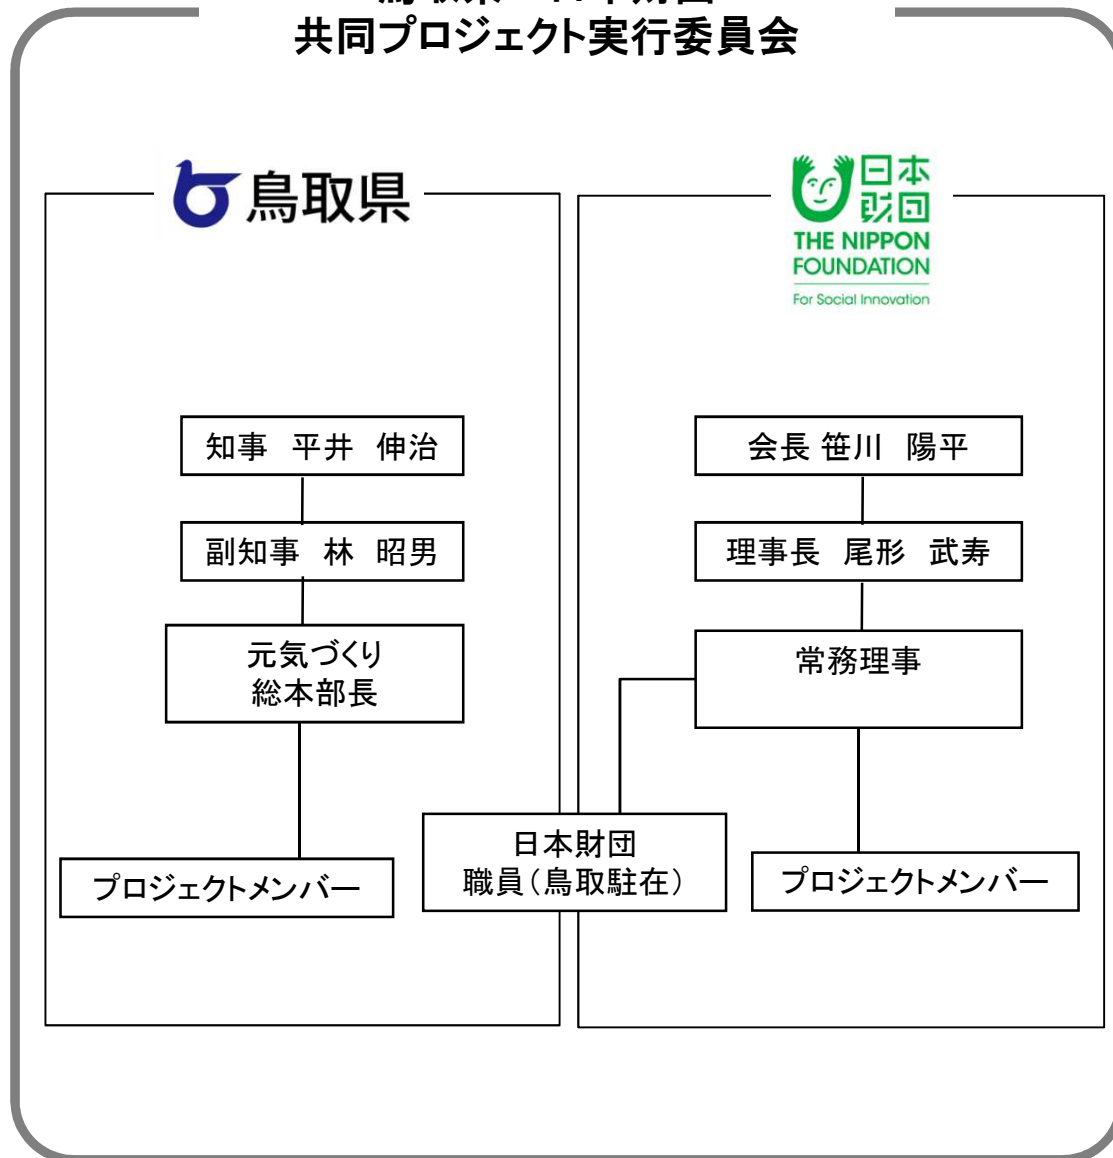 共同プロジェクト実行委員会
鳥取県
日本
財団
THE NIPPON
FOUNDATION
For Social Innovation
知事 平井 伸治
副知事 林 昭男
元気づくり
総本部長
プロジェクトメンバー
会長 笹川 陽平
理事長 尾形 武寿
常務理事
日本財団
職員(鳥取駐在)
プロジェクトメンバー